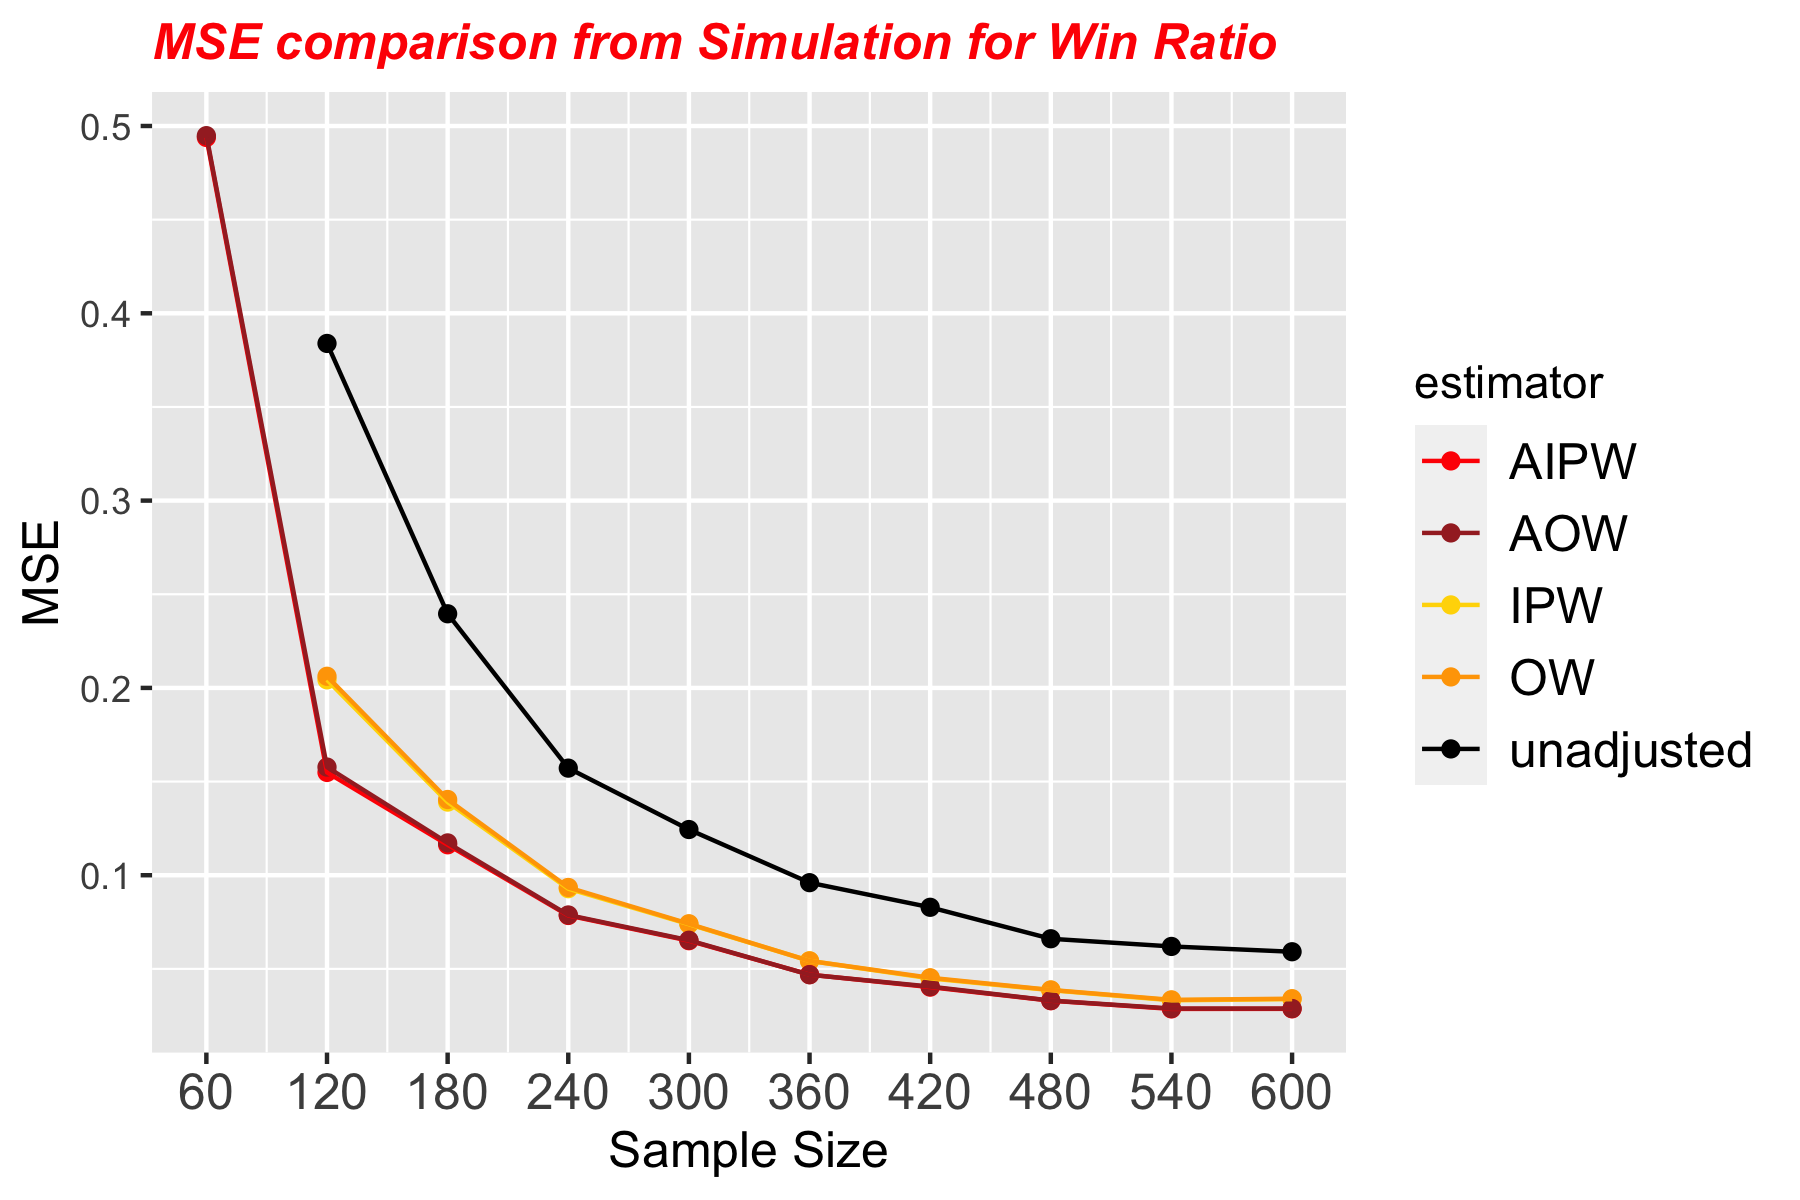 MSE comparison from Simulation for Win Ratio
0.5
0.4
0.3
0.2
0.1
MSE
60 120 180 240 300 360 420 480 540 600
Sample Size
estimator
AIPW
AOW
IPW
OW
unadjusted